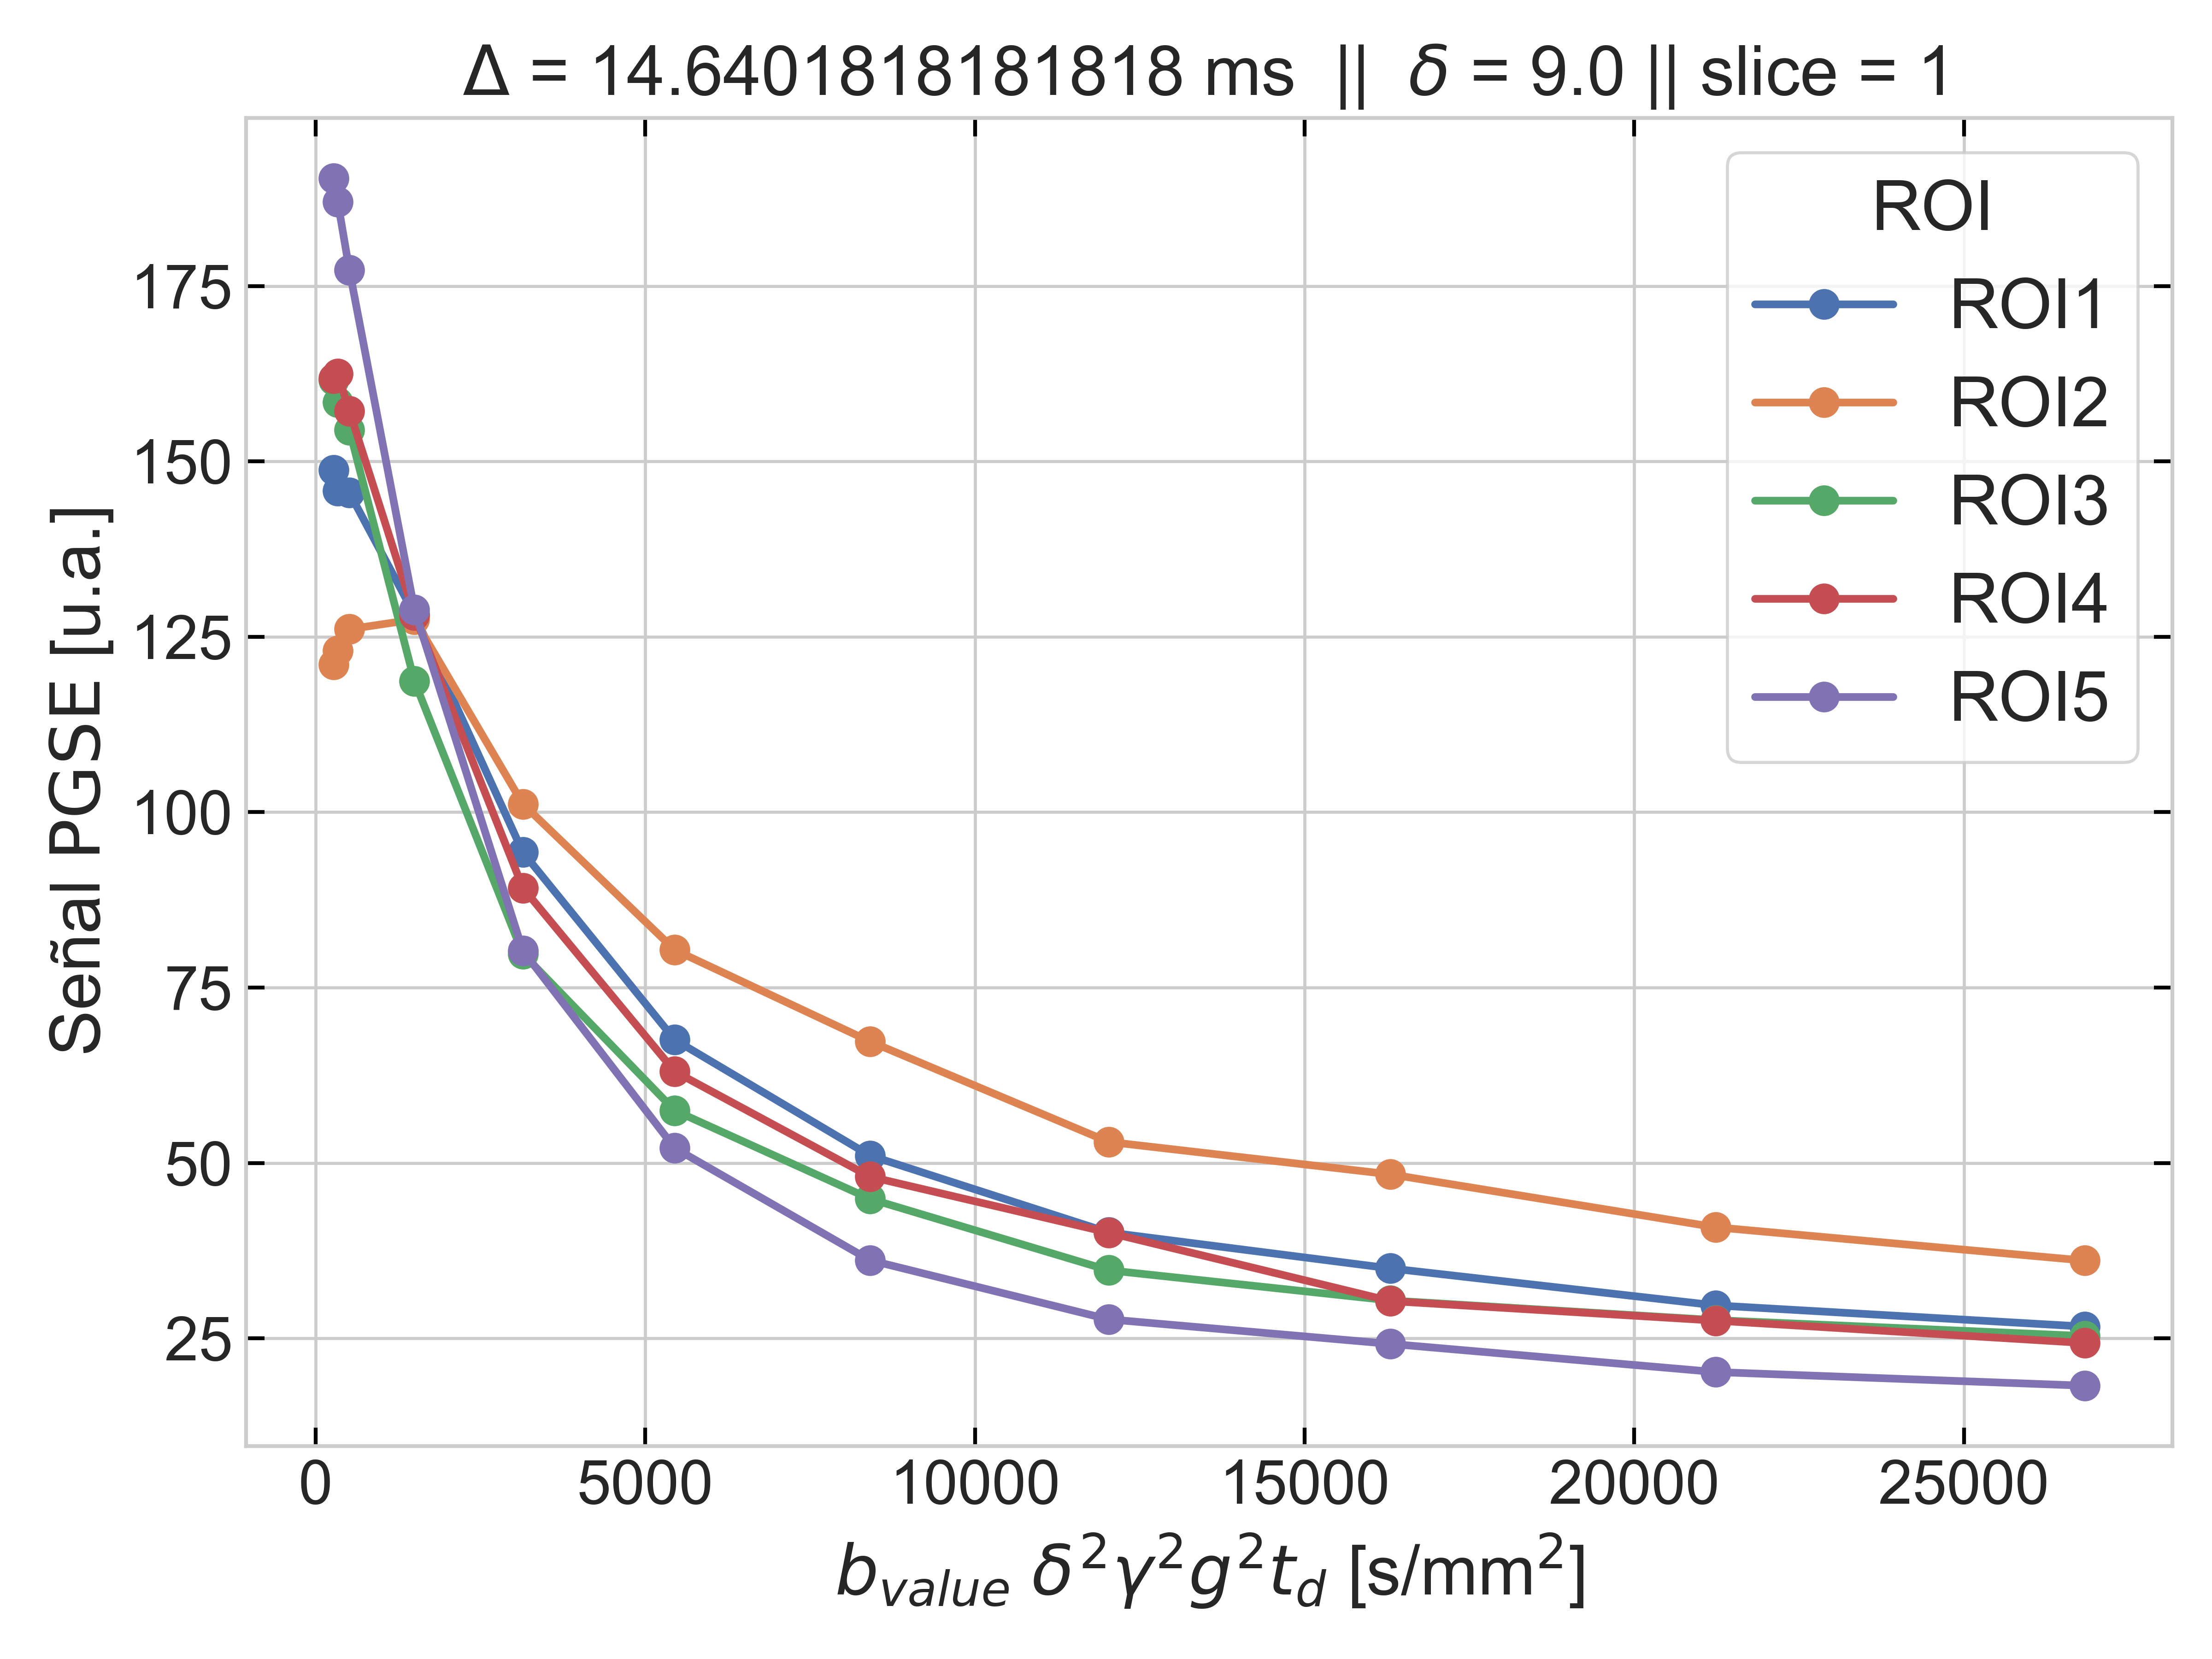 Δ = 14.640181818181818 ms || δ = 9.0 || slice = 1
Señal PGSE [u.a.]
175
150
125
100
75
50
25
ROI
ROI1
ROI2
ROI3
ROI4
ROI5
0 5000 10000 15000 20000 25000
b_value δ²γ²g²t_d [s/mm²]